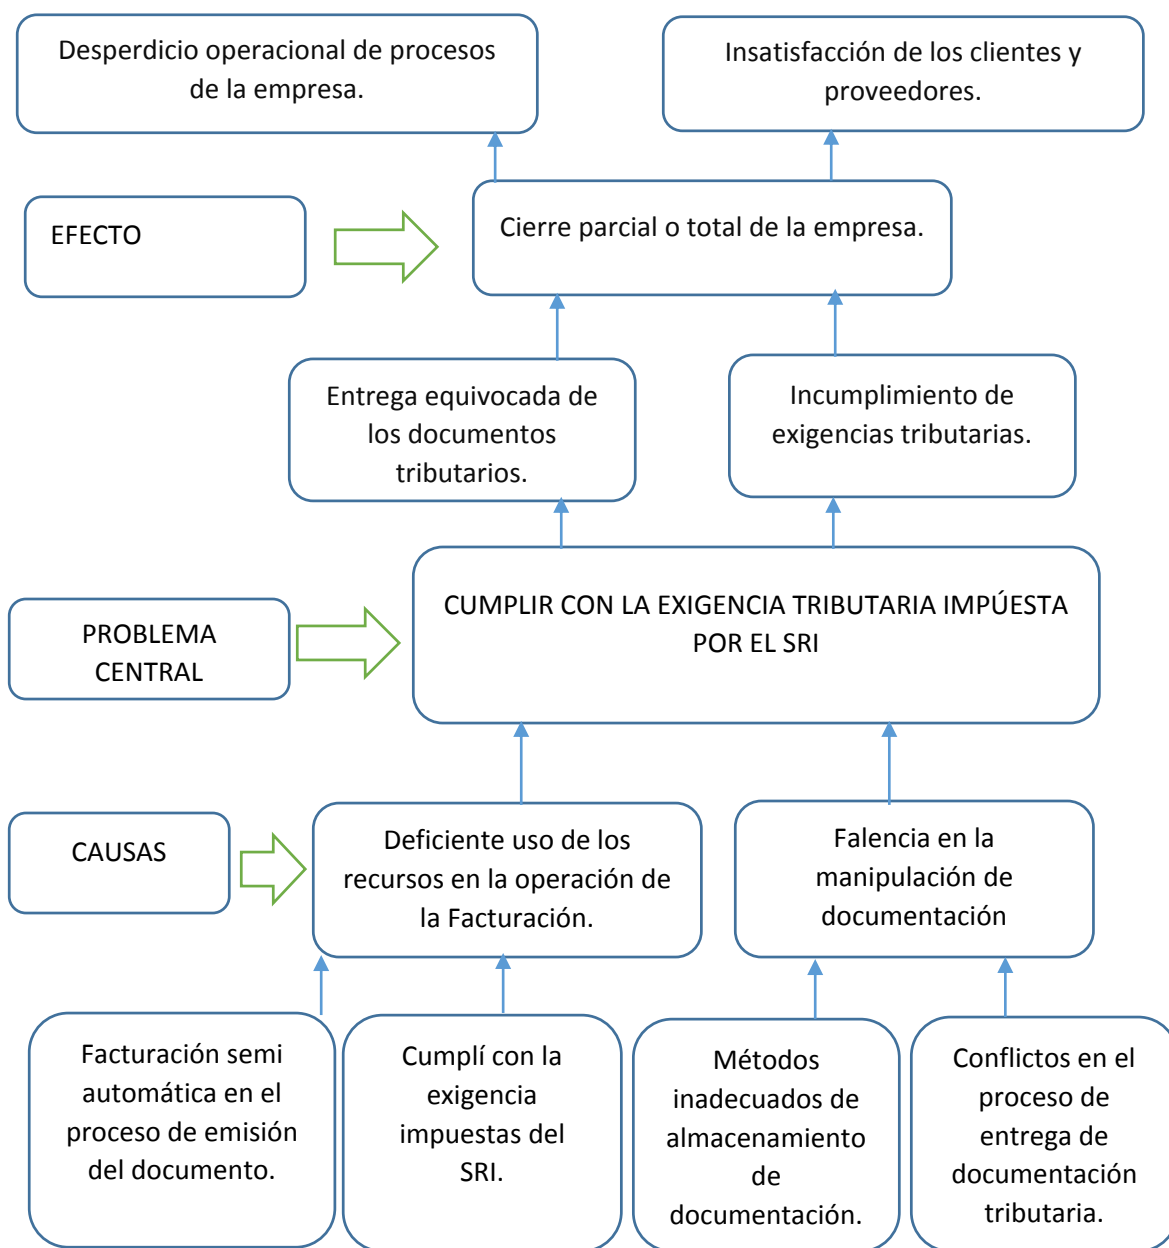 Desperdicio operacional de procesos
de la empresa.
Insatisfacción de los clientes y
proveedores.
EFECTO
Cierre parcial o total de la empresa.
Entrega equivocada de
los documentos
tributarios.
Incumplimiento de
exigencias tributarias.
PROBLEMA
CENTRAL
CUMPLIR CON LA EXIGENCIA TRIBUTARIA IMPÚESTA
POR EL SRI
CAUSAS
Deficiente uso de los
recursos en la operación de
la Facturación.
Falencia en la
manipulación de
documentación
Facturación semi
automática en el
proceso de emisión
del documento.
Cumplí con la
exigencia
impuestas del
SRI.
Métodos
inadecuados de
almacenamiento
de
documentación.
Conflictos en el
proceso de
entrega de
documentación
tributaria.